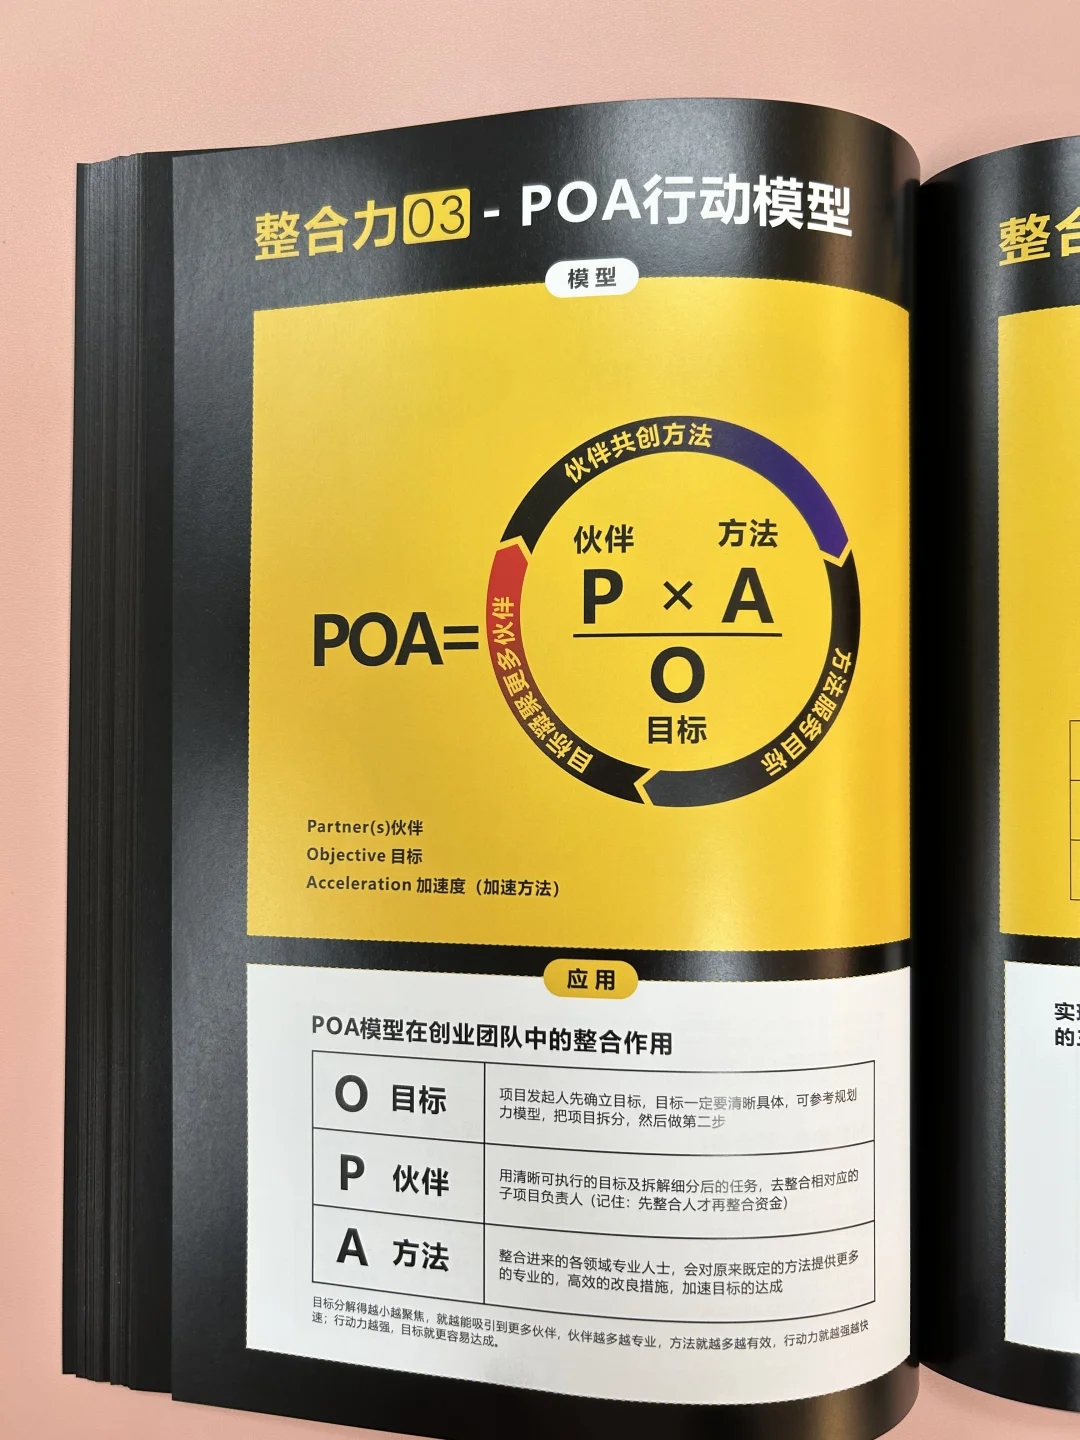 整合力03 - POA行动模型
模型
伙伴共创方法
方法服务目标
目标凝聚更多伙伴
伙伴 方法
P × A
POA=
O
目标
Partner(s)伙伴
Objective 目标
Acceleration 加速度（加速方法）
应用
POA模型在创业团队中的整合作用
O 目标
项目发起人先确立目标，目标一定要清晰具体，可参考规划
力模型，把项目拆分，然后做第二步
P 伙伴
用清晰可执行的目标及拆解细分后的任务，去整合相对应的
子项目负责人（记住：先整合人才再整合资金）
A 方法
整合进来的各领域专业人士，会对原来既定的方法提供更多
的专业的，高效的改良措施，加速目标的达成
目标分解得越小越聚焦，就越能吸引到更多伙伴，伙伴越多越专业，方法就越多越有效，行动力就越强越快
速；行动力越强，目标就更容易达成。
整合
的